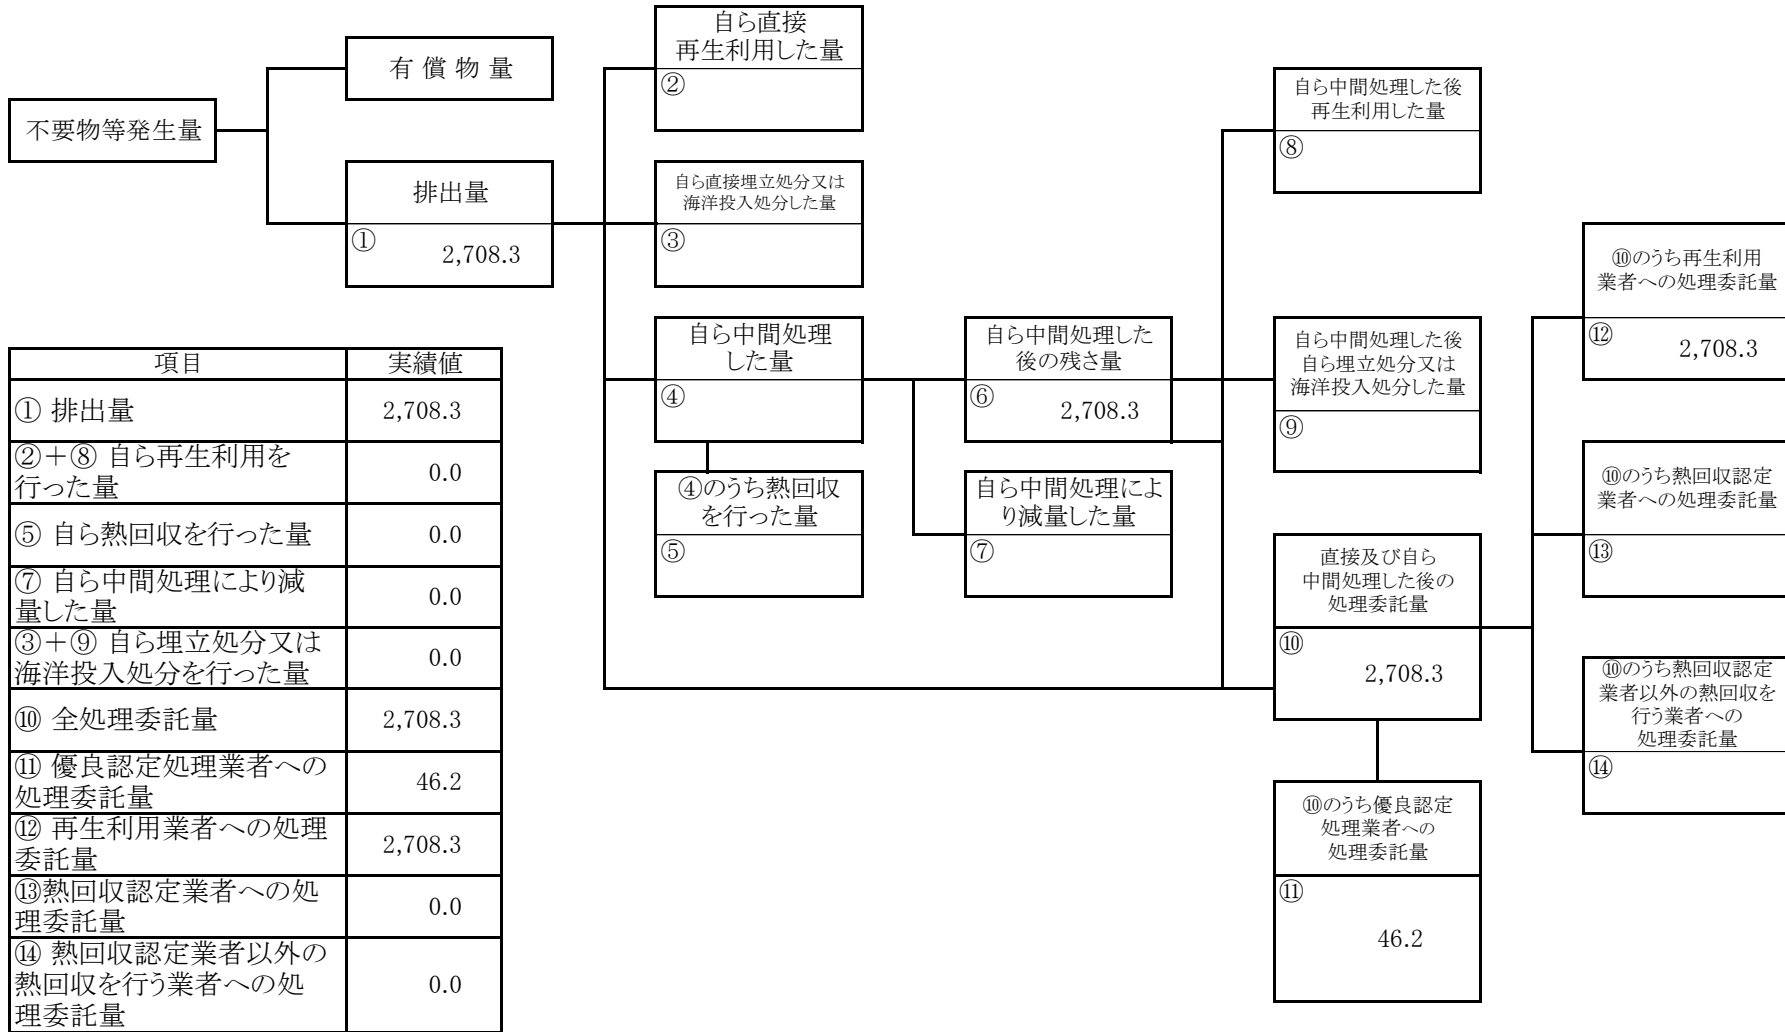 不要物等発生量
有償物量
排出量
①
2,708.3
自ら直接
再生利用した量
②
自ら直接埋立処分又は
海洋投入処分した量
③
自ら中間処理
した量
④
④のうち熱回収
を行った量
⑤
自ら中間処理した
後の残さ量
⑥
2,708.3
自ら中間処理によ
り減量した量
⑦
自ら中間処理した後
再生利用した量
⑧
自ら中間処理した後
自ら埋立処分又は
海洋投入処分した量
⑨
直接及び自ら
中間処理した後の
処理委託量
⑩
2,708.3
⑩のうち優良認定
処理業者への
処理委託量
⑪
46.2
⑩のうち再生利用
業者への処理委託量
⑫
2,708.3
⑩のうち熱回収認定
業者への処理委託量
⑬
⑩のうち熱回収認定
業者以外の熱回収を
行う業者への
処理委託量
⑭
項目 実績値
① 排出量 2,708.3
②＋⑧ 自ら再生利用を
行った量 0.0
⑤ 自ら熱回収を行った量 0.0
⑦ 自ら中間処理により減
量した量 0.0
③＋⑨ 自ら埋立処分又は
海洋投入処分を行った量 0.0
⑩ 全処理委託量 2,708.3
⑪ 優良認定処理業者への
処理委託量 46.2
⑫ 再生利用業者への処理
委託量 2,708.3
⑬熱回収認定業者への処
理委託量 0.0
⑭ 熱回収認定業者以外の
熱回収を行う業者への処
理委託量 0.0